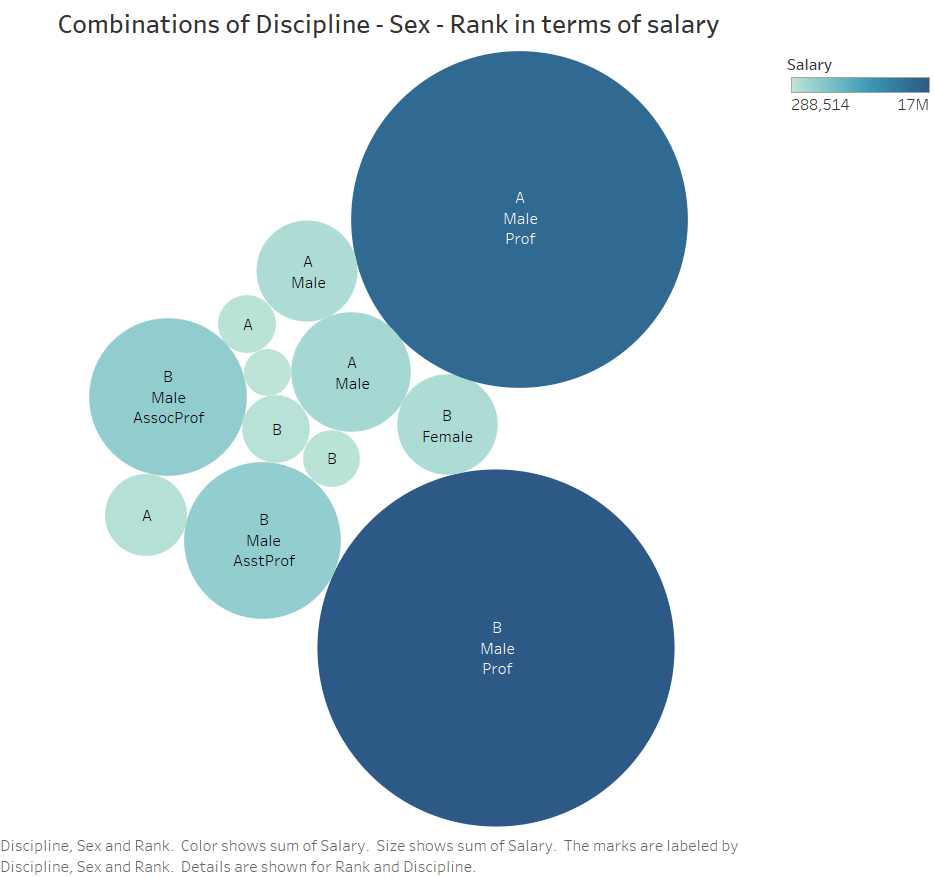 Combinations of Discipline - Sex - Rank in terms of salary
Salary
288,514 17M
A
Male
Prof
A
Male
A
A
Male
B
Male
AssocProf
B
Female
B
B
A
B
Male
AsstProf
B
Male
Prof
Discipline, Sex and Rank. Color shows sum of Salary. Size shows sum of Salary. The marks are labeled by
Discipline, Sex and Rank. Details are shown for Rank and Discipline.